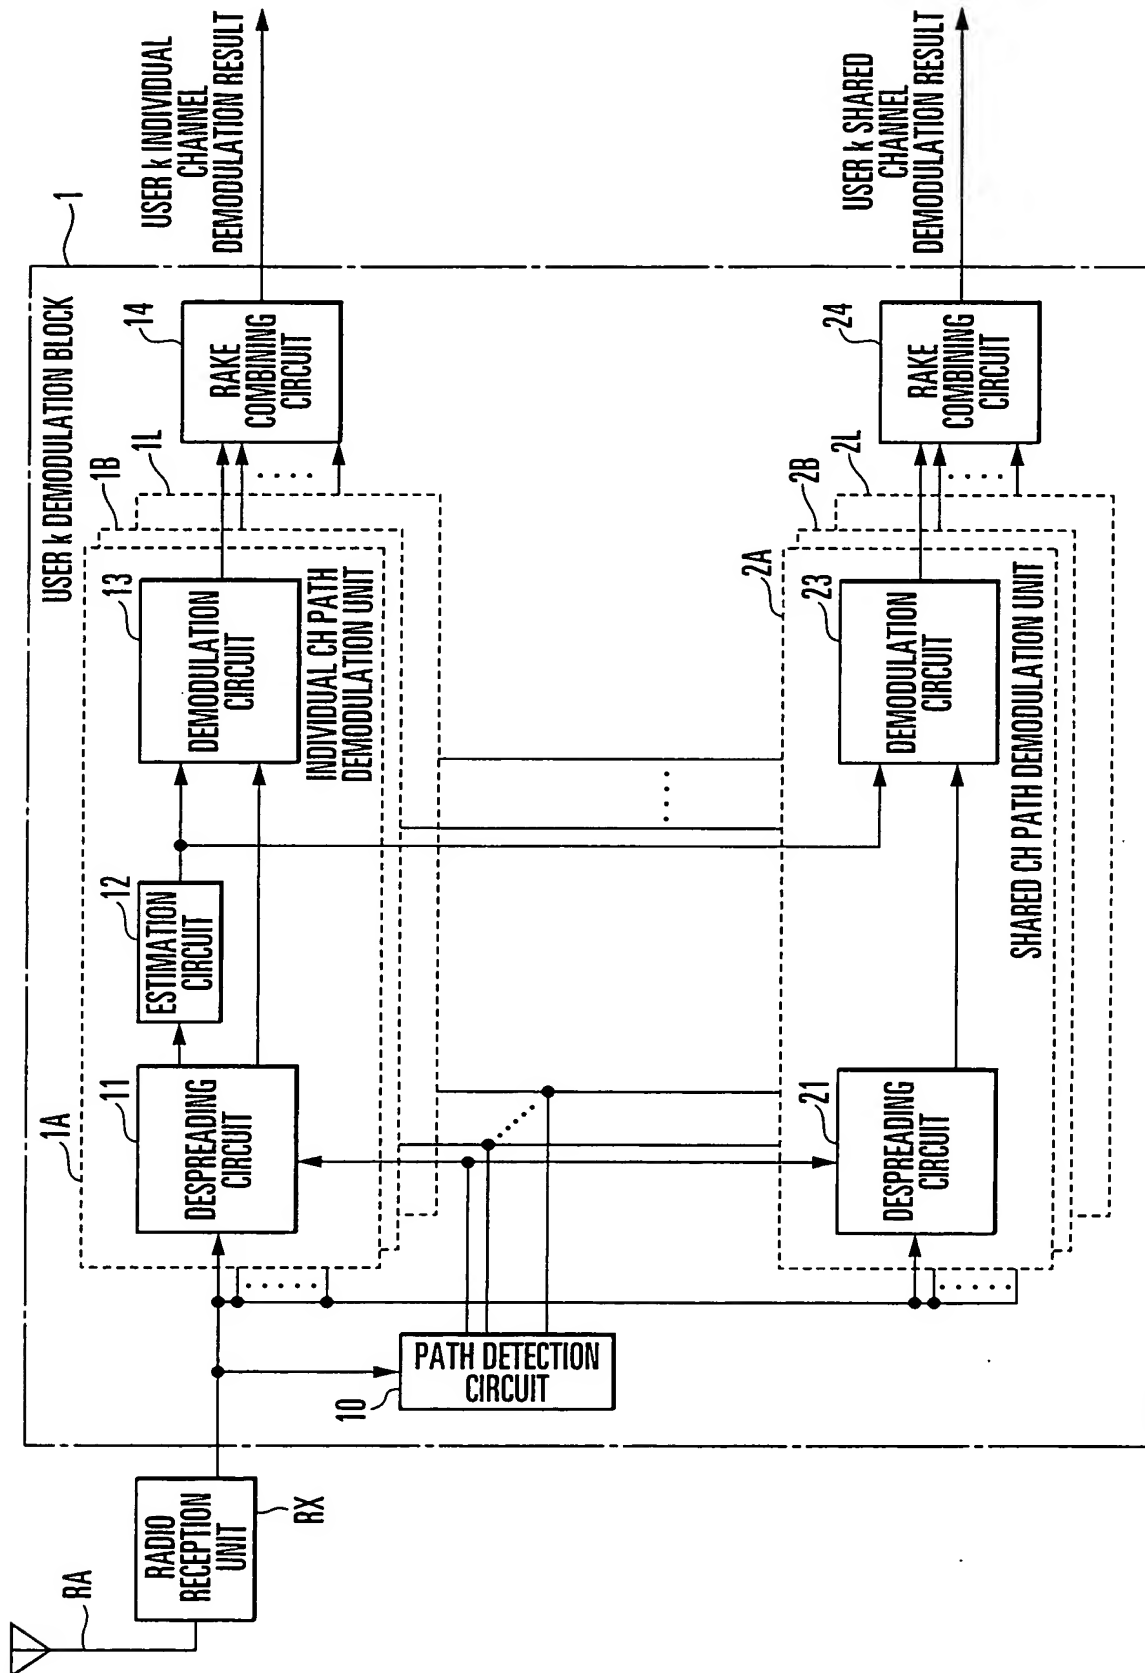 RA
RADIO
RECEPTION
UNIT
RX
USER k DEMODULATION BLOCK
1
1A
11
DESPREADING
CIRCUIT
12
ESTIMATION
CIRCUIT
13
DEMODULATION
CIRCUIT
INDIVIDUAL CH PATH
DEMODULATION UNIT
1B
1L
14
RAKE
COMBINING
CIRCUIT
USER k INDIVIDUAL
CHANNEL
DEMODULATION RESULT
PATH DETECTION
CIRCUIT
10
21
DESPREADING
CIRCUIT
2A
23
DEMODULATION
CIRCUIT
SHARED CH PATH DEMODULATION UNIT
2B
2L
24
RAKE
COMBINING
CIRCUIT
USER k SHARED
CHANNEL
DEMODULATION RESULT